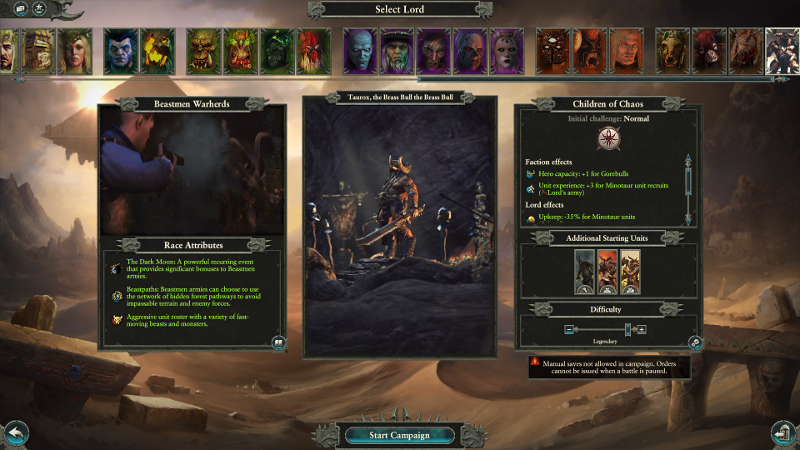 Select Lord
Beastmen Warherds
Race Attributes
The Dark Moon: A powerful recurring event
that provides significant bonuses to Beastmen
armies.
Beastpaths: Beastmen armies can choose to use
the network of hidden forest pathways to avoid
impassable terrain and enemy forces.
Aggressive unit roster with a variety of fast-
moving beasts and monsters.
Taurox, the Brass Bull the Brass Bull
Children of Chaos
Initial challenge: Normal
Faction effects
Hero capacity: +1 for Gorebulls
Unit experience: +3 for Minotaur unit recruits
(Lord's army)
Lord effects
Upkeep: -35% for Minotaur units
Additional Starting Units
Difficulty
Legendary
Manual saves not allowed in campaign. Orders
cannot be issued when a battle is paused.
Start Campaign